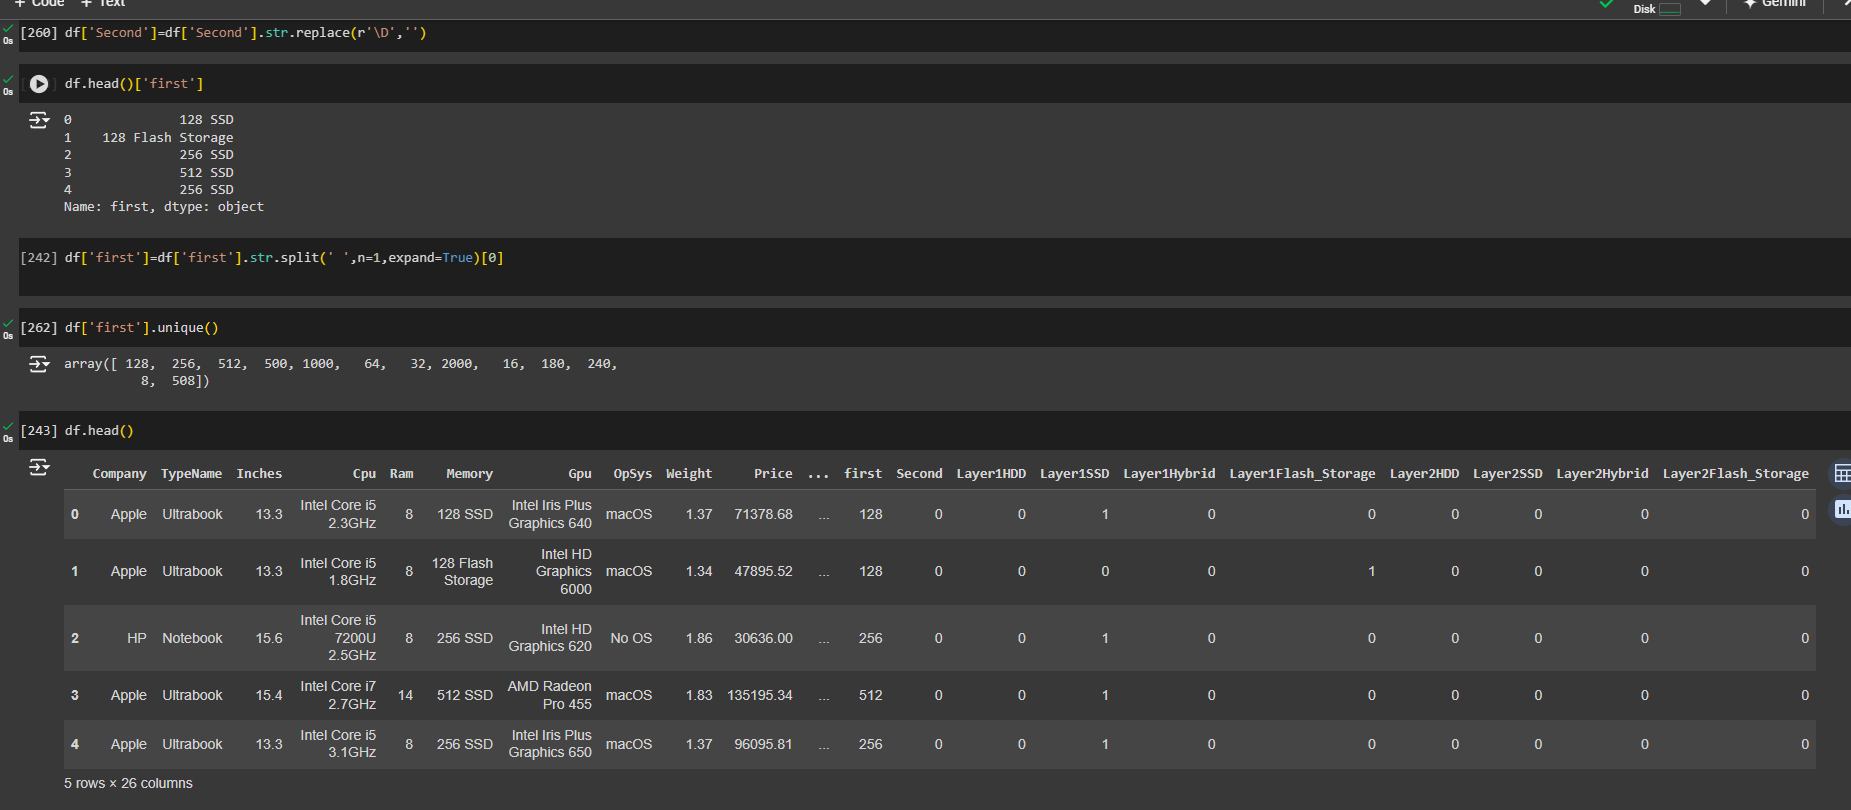 + Code + Text
Disk
Gemini
[260] df['Second']=df['Second'].str.replace(r'\D','')
0s
df.head()['first']
0s
0 128 SSD
1 128 Flash Storage
2 256 SSD
3 512 SSD
4 256 SSD
Name: first, dtype: object
[242] df['first']=df['first'].str.split(' ',n=1,expand=True)[0]
[262] df['first'].unique()
0s
array([ 128, 256, 512, 500, 1000, 64, 32, 2000, 16, 180, 240,
8, 508])
[243] df.head()
0s
Company TypeName Inches Cpu Ram Memory Gpu OpSys Weight Price ... first Second Layer1HDD Layer1SSD Layer1Hybrid Layer1Flash_Storage Layer2HDD Layer2SSD Layer2Hybrid Layer2Flash_Storage
0 Apple Ultrabook 13.3 Intel Core i5 2.3GHz 8 128 SSD Intel Iris Plus Graphics 640 macOS 1.37 71378.68 ... 128 0 0 1 0 0 0 0 0 0
1 Apple Ultrabook 13.3 Intel Core i5 1.8GHz 8 128 Flash Storage Intel HD Graphics 6000 macOS 1.34 47895.52 ... 128 0 0 0 0 1 0 0 0 0
2 HP Notebook 15.6 Intel Core i5 7200U 2.5GHz 8 256 SSD Intel HD Graphics 620 No OS 1.86 30636.00 ... 256 0 0 1 0 0 0 0 0 0
3 Apple Ultrabook 15.4 Intel Core i7 2.7GHz 14 512 SSD AMD Radeon Pro 455 macOS 1.83 135195.34 ... 512 0 0 1 0 0 0 0 0 0
4 Apple Ultrabook 13.3 Intel Core i5 3.1GHz 8 256 SSD Intel Iris Plus Graphics 650 macOS 1.37 96095.81 ... 256 0 0 1 0 0 0 0 0 0
5 rows × 26 columns